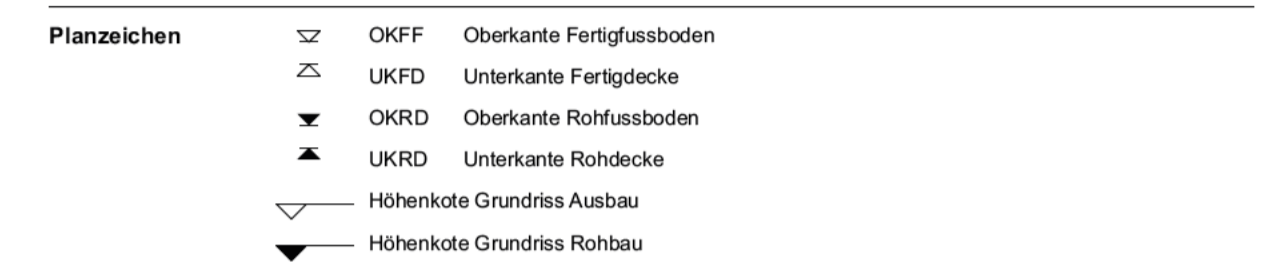 Planzeichen OKFF Oberkante Fertigfussboden
UKFD Unterkante Fertigdecke
OKRD Oberkante Rohfussboden
UKRD Unterkante Rohdecke
Höhenkote Grundriss Ausbau
Höhenkote Grundriss Rohbau